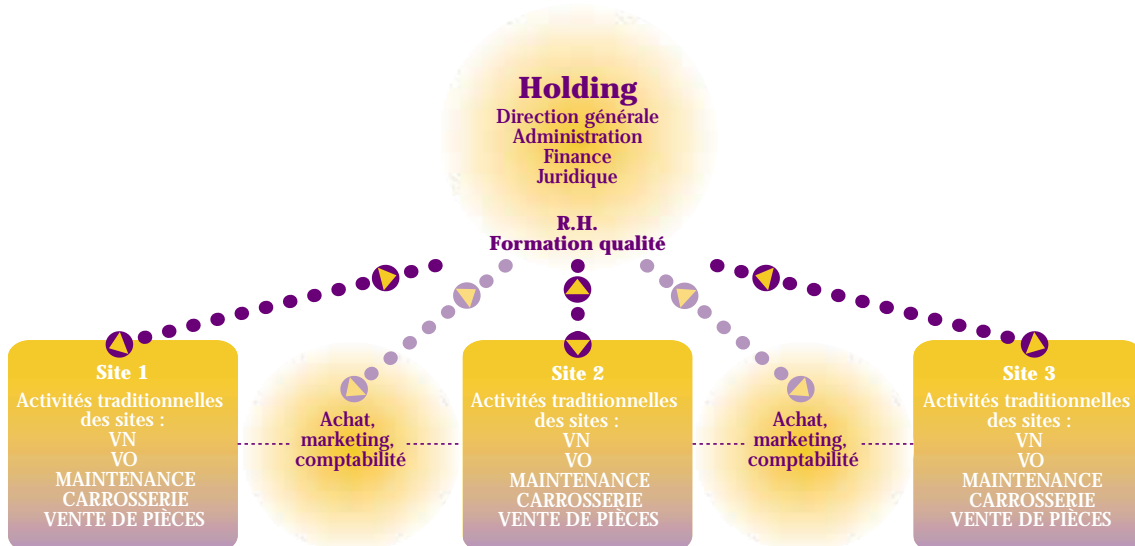 Holding
Direction générale
Administration
Finance
Juridique
R.H.
Formation qualité
Site 1
Activités traditionnelles
des sites :
VN
VO
MAINTENANCE
CARROSSERIE
VENTE DE PIÈCES
Achat,
marketing,
comptabilité
Site 2
Activités traditionnelles
des sites :
VN
VO
MAINTENANCE
CARROSSERIE
VENTE DE PIÈCES
Achat,
marketing,
comptabilité
Site 3
Activités traditionnelles
des sites :
VN
VO
MAINTENANCE
CARROSSERIE
VENTE DE PIÈCES